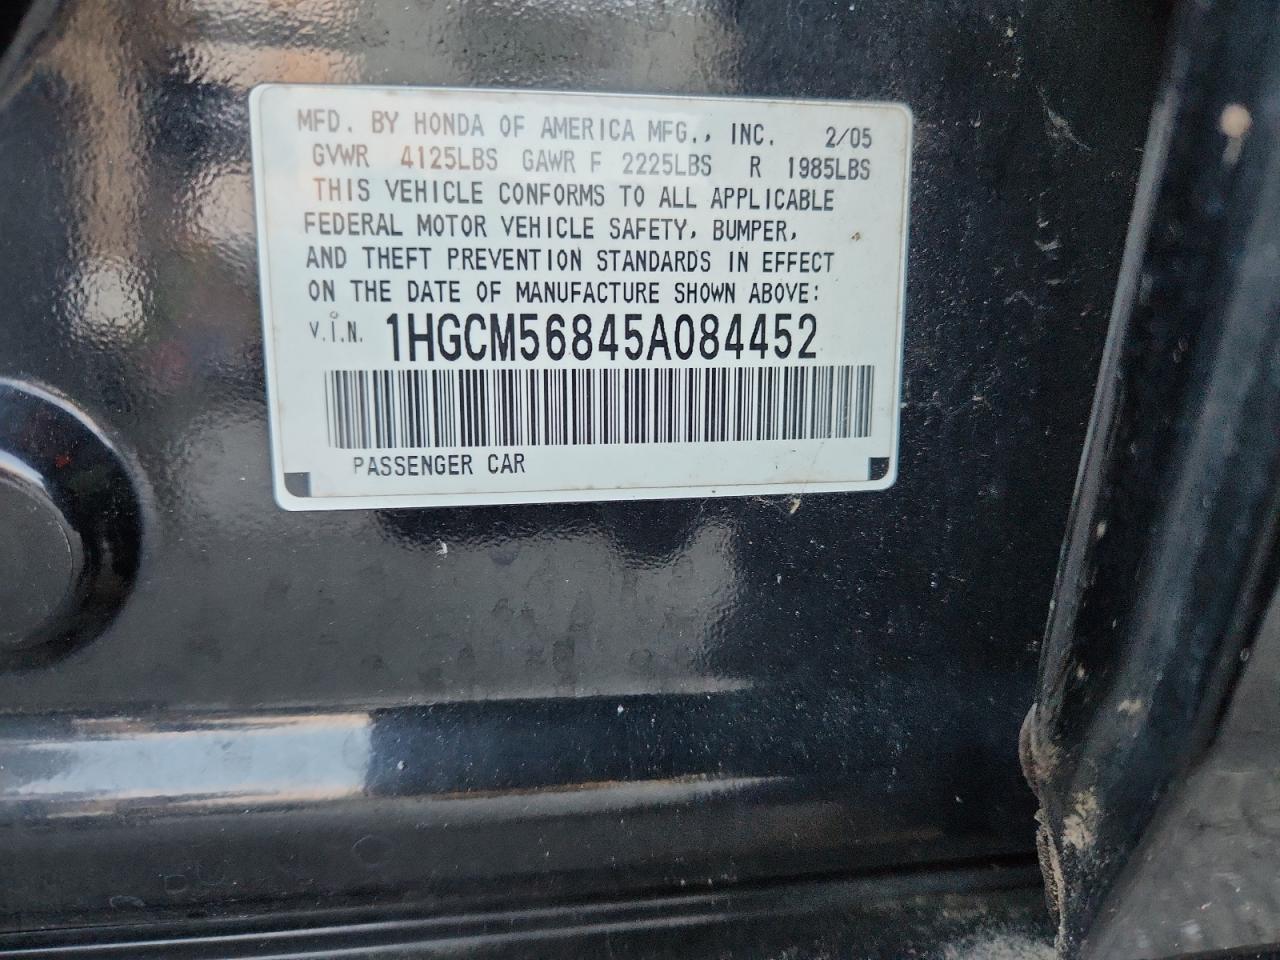 MFD. BY HONDA OF AMERICA MFG., INC. 2/05
GVWR 4125LBS GAWR F 2225LBS R 1985LBS
THIS VEHICLE CONFORMS TO ALL APPLICABLE
FEDERAL MOTOR VEHICLE SAFETY, BUMPER,
AND THEFT PREVENTION STANDARDS IN EFFECT
ON THE DATE OF MANUFACTURE SHOWN ABOVE:
V.I.N. 1HGCM56845A084452
PASSENGER CAR